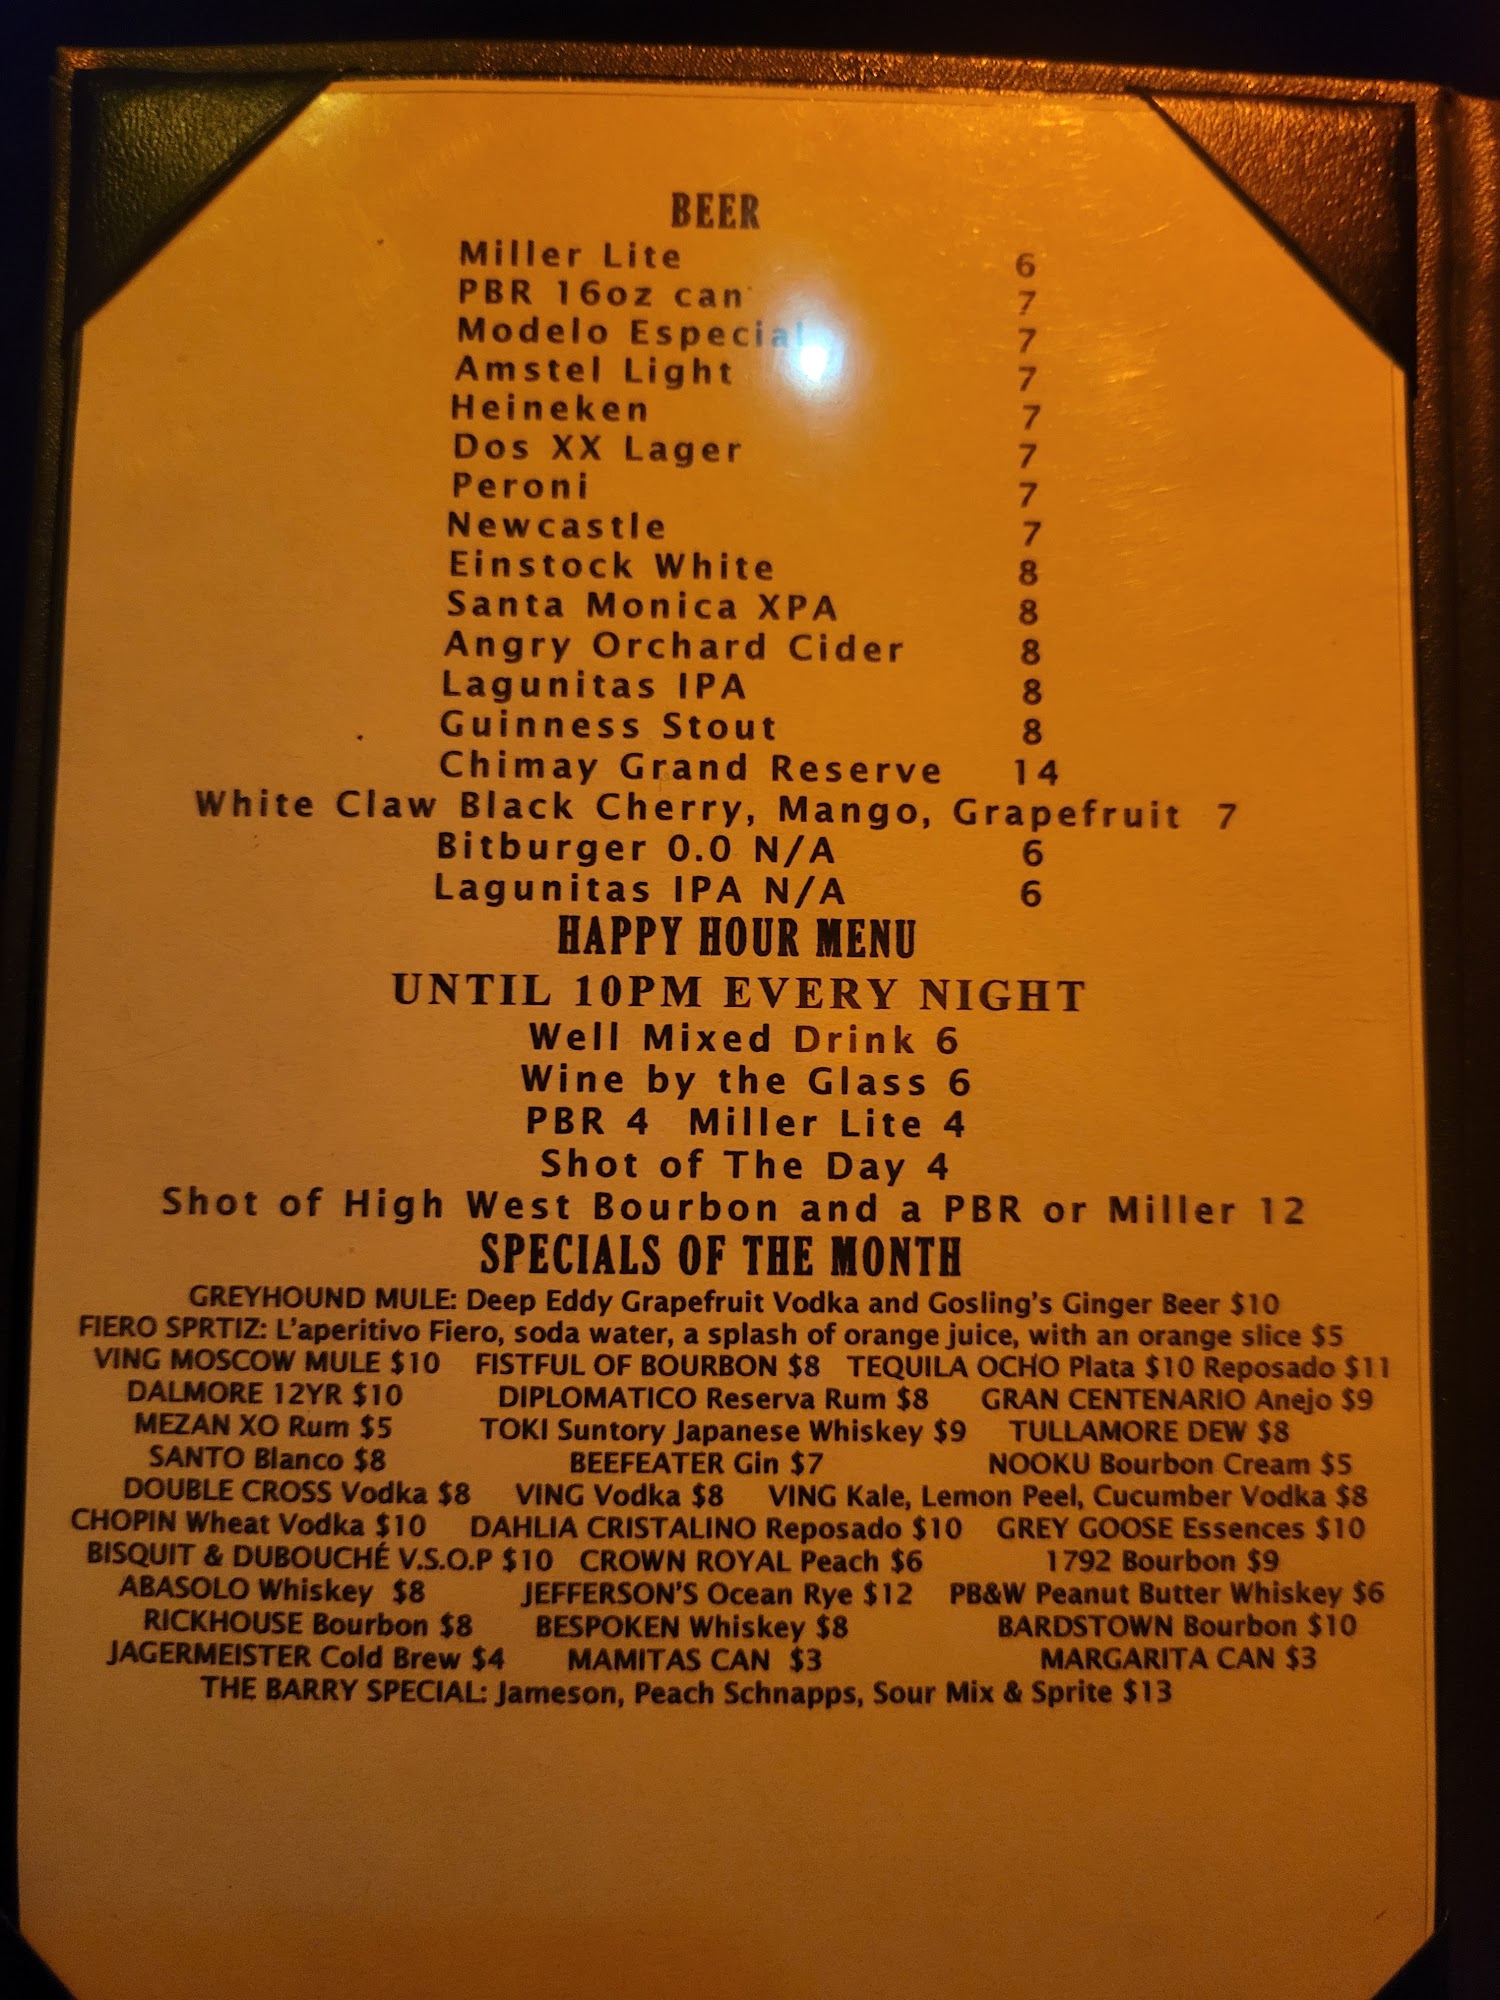 BEER
Miller Lite 6
PBR 16oz can 7
Modelo Especial 7
Amstel Light 7
Heineken 7
Dos XX Lager 7
Peroni 7
Newcastle 7
Einstock White 8
Santa Monica XPA 8
Angry Orchard Cider 8
Lagunitas IPA 8
Guinness Stout 8
Chimay Grand Reserve 14
White Claw Black Cherry, Mango, Grapefruit 7
Bitburger 0.0 N/A 6
Lagunitas IPA N/A 6
HAPPY HOUR MENU
UNTIL 10PM EVERY NIGHT
Well Mixed Drink 6
Wine by the Glass 6
PBR 4 Miller Lite 4
Shot of The Day 4
Shot of High West Bourbon and a PBR or Miller 12
SPECIALS OF THE MONTH
GREYHOUND MULE: Deep Eddy Grapefruit Vodka and Gosling's Ginger Beer $10
FIERO SPRTIZ: L'aperitivo Fiero, soda water, a splash of orange juice, with an orange slice $5
VING MOSCOW MULE $10 FISTFUL OF BOURBON $8 TEQUILA OCHO Plata $10 Reposado $11
DALMORE 12YR $10 DIPLOMATICO Reserva Rum $8 GRAN CENTENARIO Anejo $9
MEZAN XO Rum $5 TOKI Suntory Japanese Whiskey $9 TULLAMORE DEW $8
SANTO Blanco $8 BEEFEATER Gin $7 NOOKU Bourbon Cream $5
DOUBLE CROSS Vodka $8 VING Vodka $8 VING Kale, Lemon Peel, Cucumber Vodka $8
CHOPIN Wheat Vodka $10 DAHLIA CRISTALINO Reposado $10 GREY GOOSE Essences $10
BISQUIT & DUBOUCHÉ V.S.O.P $10 CROWN ROYAL Peach $6 1792 Bourbon $9
ABASOLO Whiskey $8 JEFFERSON'S Ocean Rye $12 PB&W Peanut Butter Whiskey $6
RICKHOUSE Bourbon $8 BESPOKEN Whiskey $8 BARDSTOWN Bourbon $10
JAGERMEISTER Cold Brew $4 MAMITAS CAN $3 MARGARITA CAN $3
THE BARRY SPECIAL: Jameson, Peach Schnapps, Sour Mix & Sprite $13